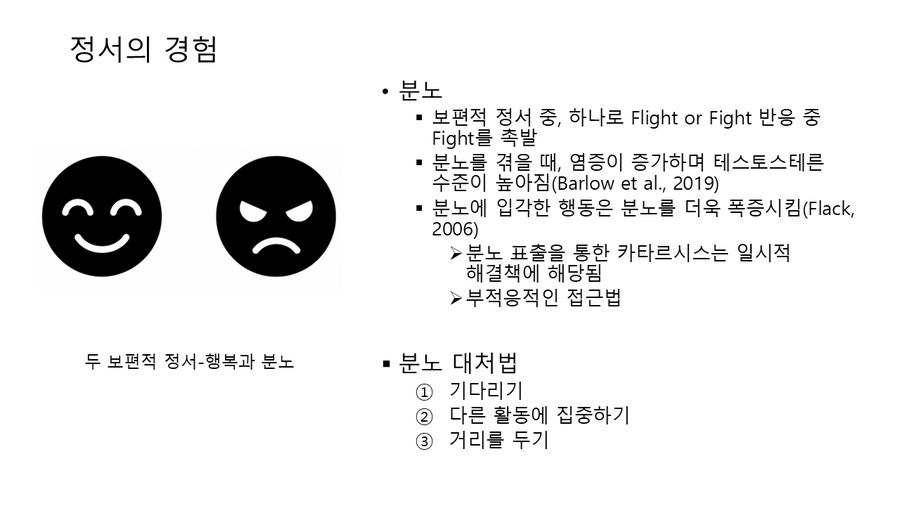 정서의 경험
• 분노
▪ 보편적 정서 중, 하나로 Flight or Fight 반응 중
Fight를 촉발
▪ 분노를 겪을 때, 염증이 증가하며 테스토스테른
수준이 높아짐(Barlow et al., 2019)
▪ 분노에 입각한 행동은 분노를 더욱 폭증시킴(Flack,
2006)
➢ 분노 표출을 통한 카타르시스는 일시적
해결책에 해당됨
➢ 부적응적인 접근법
두 보편적 정서-행복과 분노
▪ 분노 대처법
① 기다리기
② 다른 활동에 집중하기
③ 거리를 두기